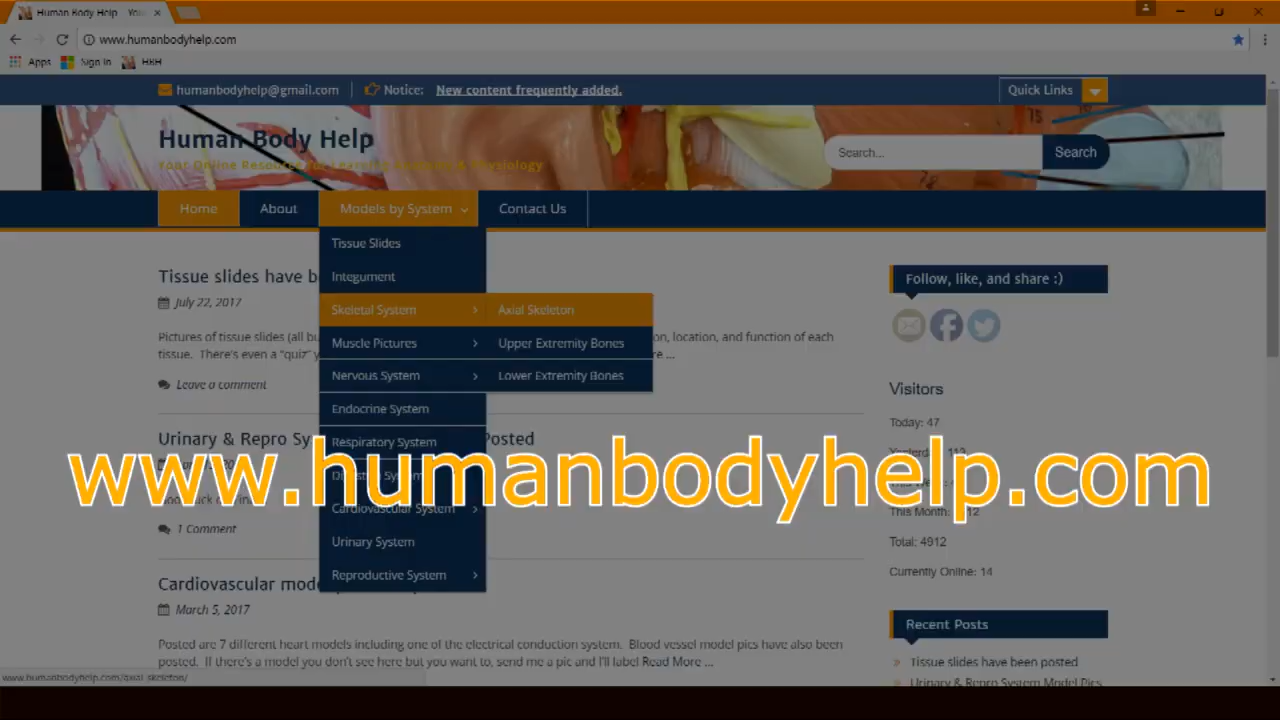 Human Body Help
www.humanbodyhelp.com
Apps Sign In HBH
humanbodyhelp@gmail.com Notice: New content frequently added. Quick Links
Human Body Help
Your Online Resource For Learning Anatomy & Physiology
Search... Search
Home About Models by System Contact Us
Tissue Slides
Integument
Skeletal System Axial Skeleton
Muscle Pictures Upper Extremity Bones
Nervous System Lower Extremity Bones
Endocrine System
Respiratory System
Cardiovascular System
Urinary System
Reproductive System
Tissue slides have
July 22, 2017
Pictures of tissue slides (all location, and function of each
tissue. There's even a "quiz"
Leave a comment
Urinary & Repro Posted
www.humanbodyhelp.com
1 Comment
Cardiovascular
March 5, 2017
Posted are 7 different heart models including one of the electrical conduction system. Blood vessel model pics have also been
posted. If there's a model you don't see here but you want to, send me a pic and I'll label Read More ...
Follow, like, and share :)
Visitors
Today: 47
This Month:
Total: 4912
Currently Online: 14
Recent Posts
Tissue slides have been posted
Urinary & Repro System Model Pics
www.humanbodyhelp.com/axial-skeleton/